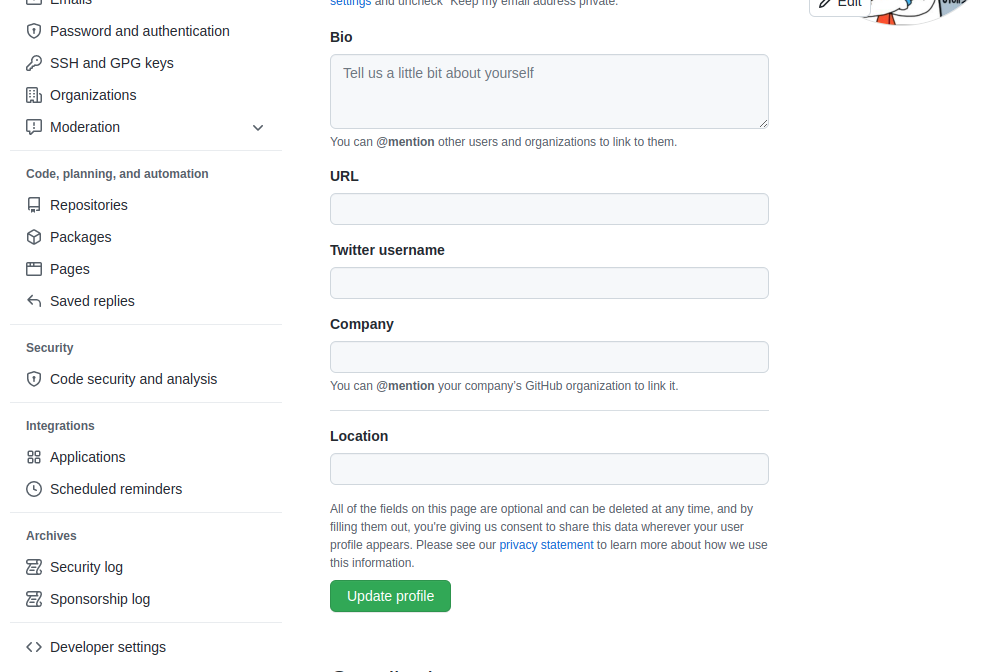 Emails
Password and authentication
SSH and GPG keys
Organizations
Moderation
Code, planning, and automation
Repositories
Packages
Pages
Saved replies
Security
Code security and analysis
Integrations
Applications
Scheduled reminders
Archives
Security log
Sponsorship log
Developer settings
settings and uncheck "Keep my email address private."
Edit
Bio
Tell us a little bit about yourself
You can @mention other users and organizations to link to them.
URL
Twitter username
Company
You can @mention your company's GitHub organization to link it.
Location
All of the fields on this page are optional and can be deleted at any time, and by
filling them out, you're giving us consent to share this data wherever your user
profile appears. Please see our privacy statement to learn more about how we use
this information.
Update profile